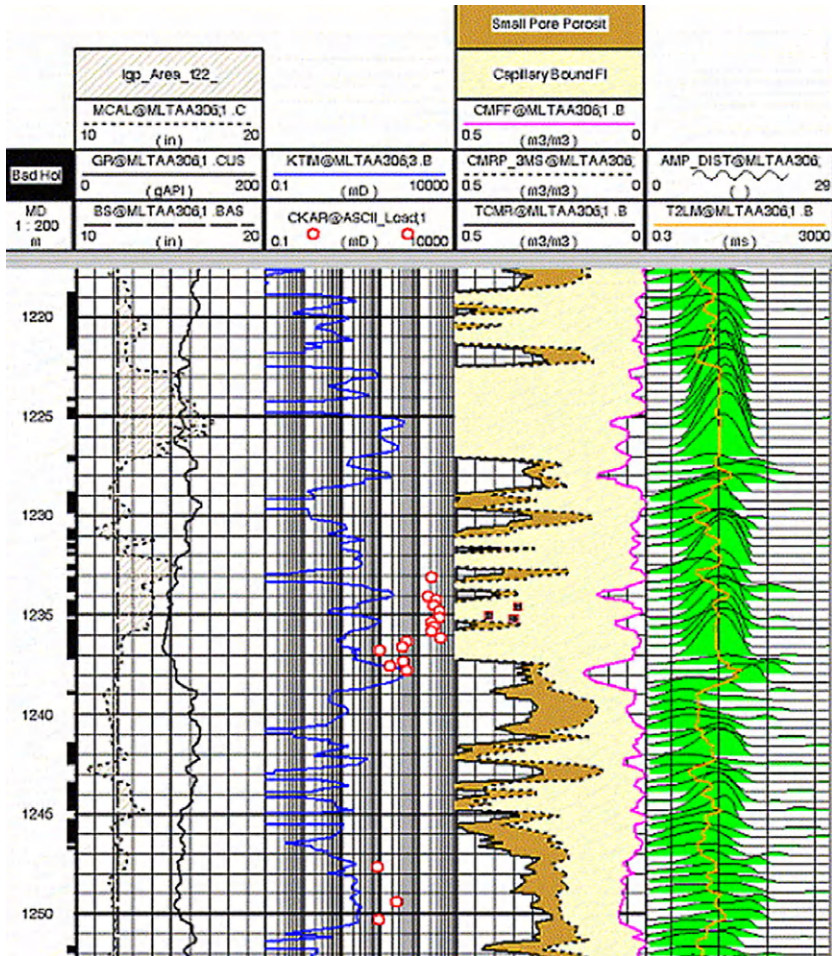 Small Pore Porosit
Igp_Area_122_
Capillary Bound Fl
MCAL@MLTAA306;1 .C
10 (in) 20
CMFF@MLTAA306;1 .B
0.5 (m3/m3) 0
Bad Hol
GR@MLTAA306;1 .CUS
0 (gAPI) 200
KTIM@MLTAA306;3.B
0.1 (mD) 10000
CMRP_3MS@MLTAA306;
0.5 (m3/m3) 0
AMP_DIST@MLTAA306;
0 ( ) 29
MD
1 : 200
m
BS@MLTAA306;1 .BAS
10 (in) 20
CKAR@ASCII_Load;1
0.1 (mD) 10000
TCMR@MLTAA306;1 .B
0.5 (m3/m3) 0
T2LM@MLTAA306;1 .B
0.3 (ms) 3000
1220
1225
1230
1235
1240
1245
1250